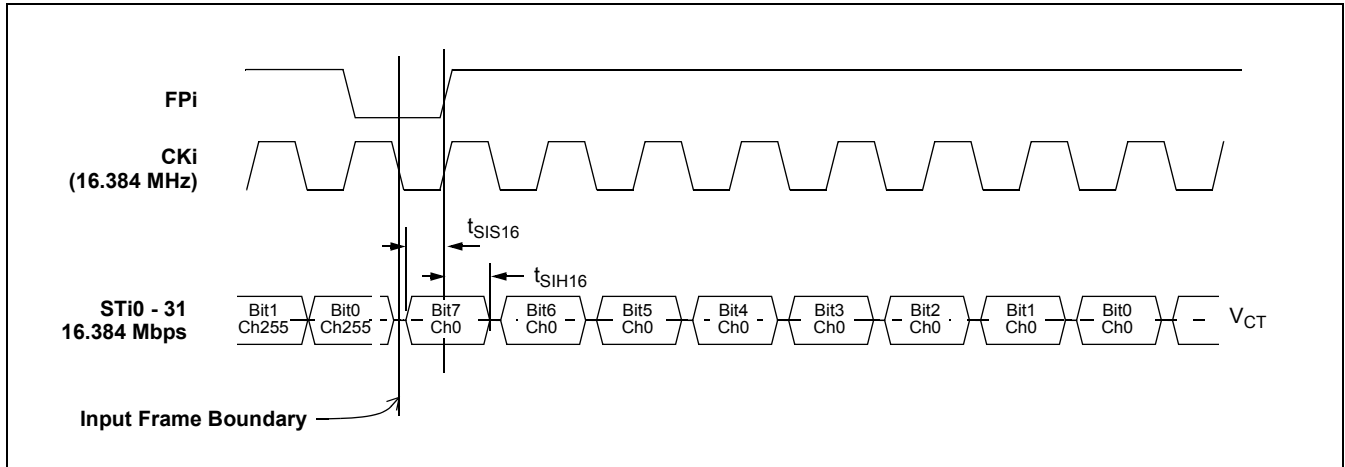 FPi
CKi
(16.384 MHz)
tSIS16
tSIH16
STi0 - 31
16.384 Mbps
Bit1 Ch255
Bit0 Ch255
Bit7 Ch0
Bit6 Ch0
Bit5 Ch0
Bit4 Ch0
Bit3 Ch0
Bit2 Ch0
Bit1 Ch0
Bit0 Ch0
VCT
Input Frame Boundary